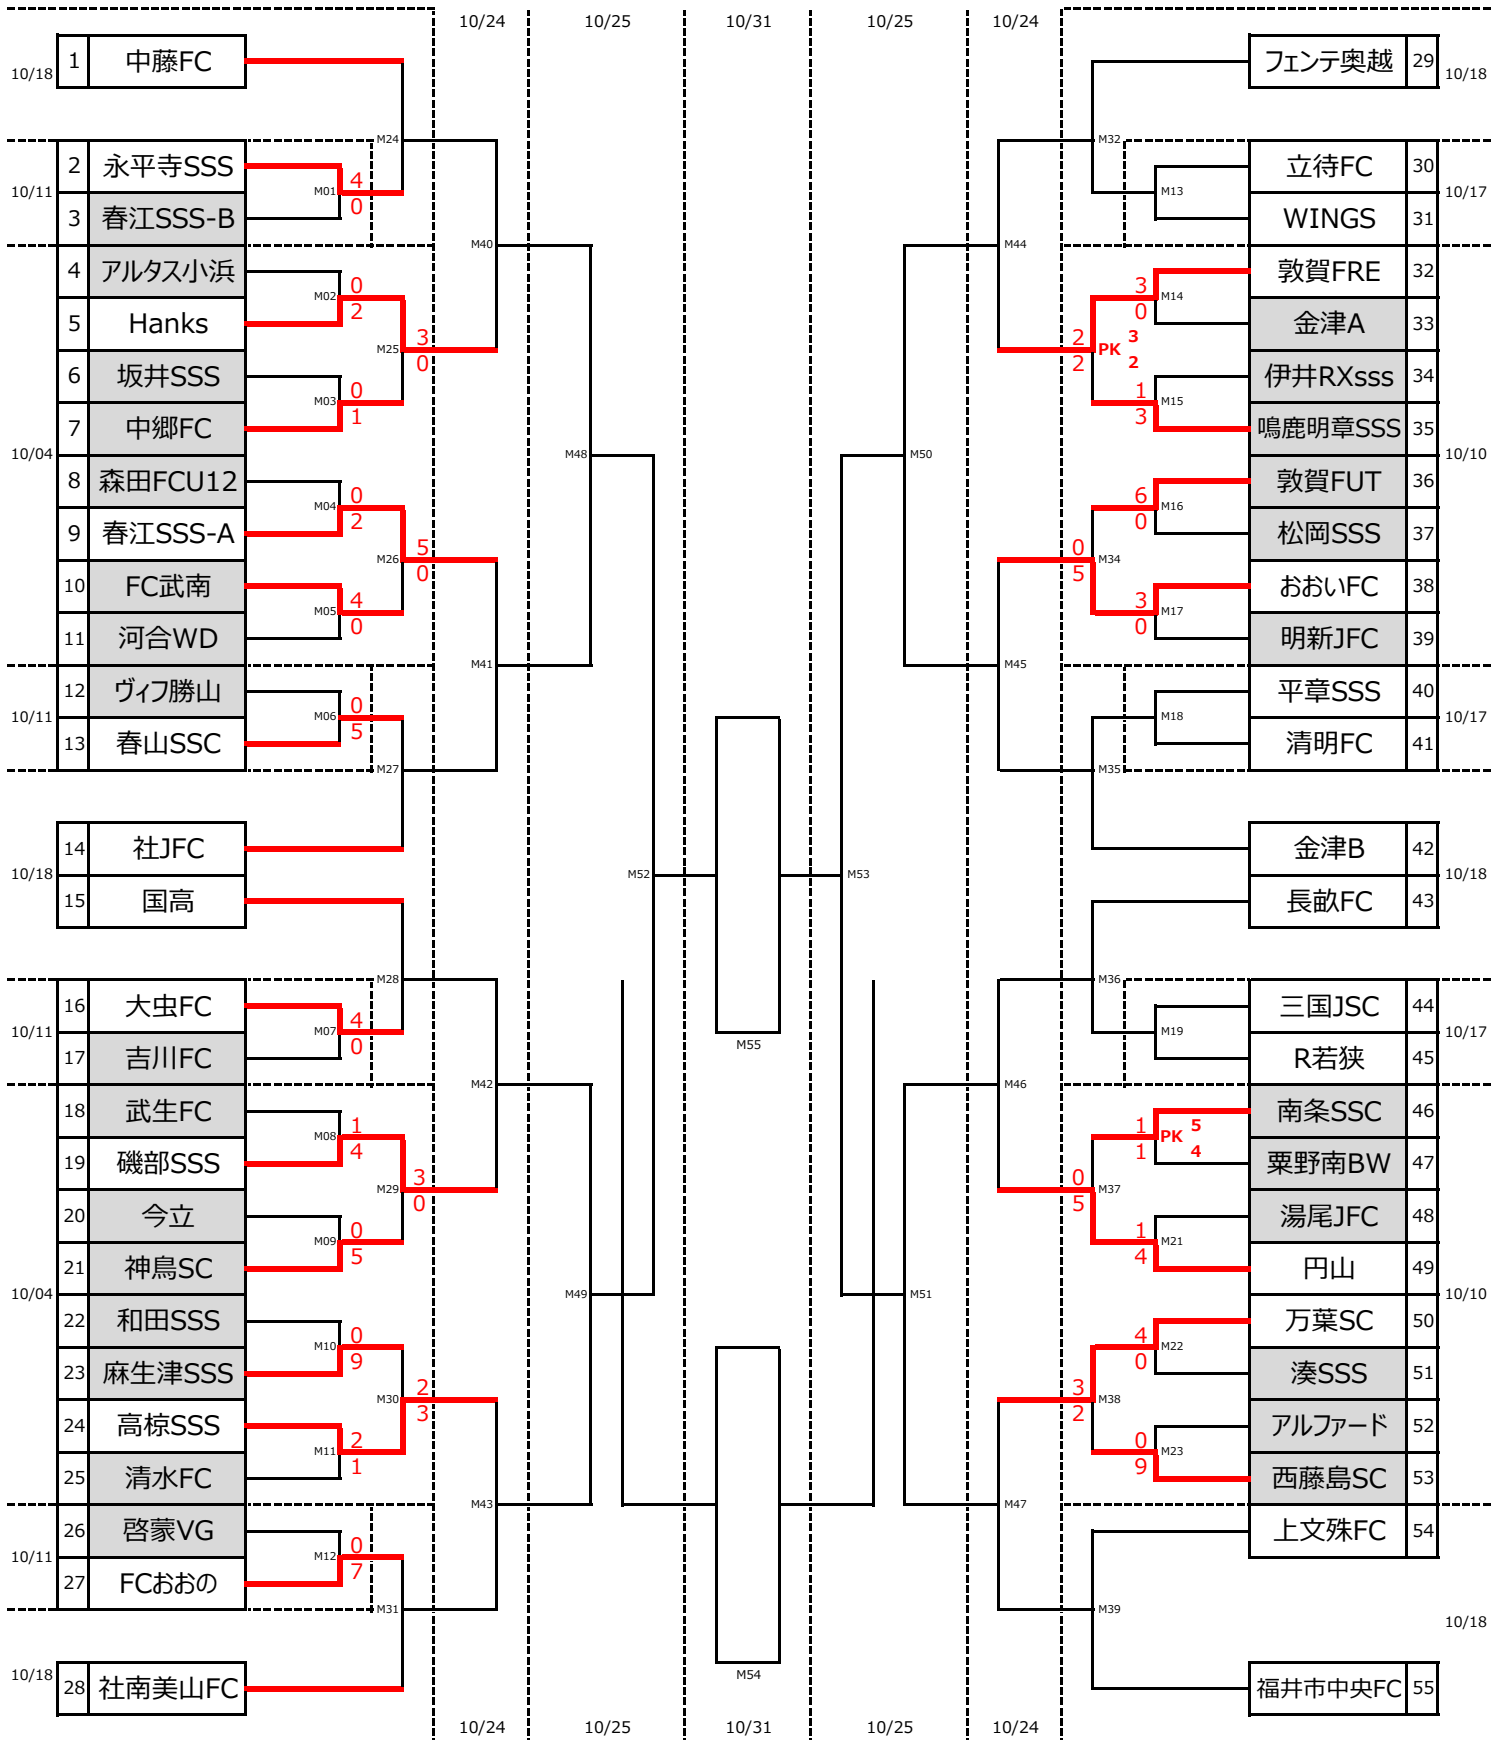 10/24 10/25 10/31 10/25 10/24
10/18 1 中藤FC
M24
10/11
2 永平寺SSS
M01 4 0
3 春江SSS-B
M40
10/04
4 アルタス小浜
M02 0 2
5 Hanks
M25 3 0
6 坂井SSS
M03 0 1
7 中郷FC
M48
8 森田FCU12
M04 0 2
9 春江SSS-A
M26 5 0
10 FC武南
M05 4 0
11 河合WD
M41
10/11
12 ヴィフ勝山
M06 0 5
13 春山SSC
M27
10/18
14 社JFC
M52
15 国高
M28
10/11
16 大虫FC
M07 4 0
17 吉川FC
M42
10/04
18 武生FC
M08 1 4
19 磯部SSS
M29 3 0
20 今立
M09 0 5
21 神鳥SC
M49
22 和田SSS
M10 0 9
23 麻生津SSS
M30 2 3
24 高椋SSS
M11 2 1
25 清水FC
M43
10/11
26 啓蒙VG
M12 0 7
27 FCおおの
M31
10/18
28 社南美山FC
M55
M54
フェンテ奥越 29 10/18
M32
立待FC 30
M13 10/17
WINGS 31
M44
敦賀FRE 32
3 0 M14
金津A 33
2 2 PK 3 2
伊井RXsss 34
1 3 M15
鳴鹿明章SSS 35
M50 10/10
敦賀FUT 36
6 0 M16
松岡SSS 37
0 5 M34
おおいFC 38
3 0 M17
明新JFC 39
M45
平章SSS 40
M18 10/17
清明FC 41
M35
金津B 42
M53 10/18
長畝FC 43
M36
三国JSC 44
M19 10/17
R若狭 45
M46
南条SSC 46
1 1 PK 5 4
粟野南BW 47
0 5 M37
湯尾JFC 48
1 4 M21
円山 49
M51 10/10
万葉SC 50
4 0 M22
湊SSS 51
3 2 M38
アルファード 52
0 9 M23
西藤島SC 53
M47
上文殊FC 54
M39
10/18
福井市中央FC 55
10/24 10/25 10/31 10/25 10/24